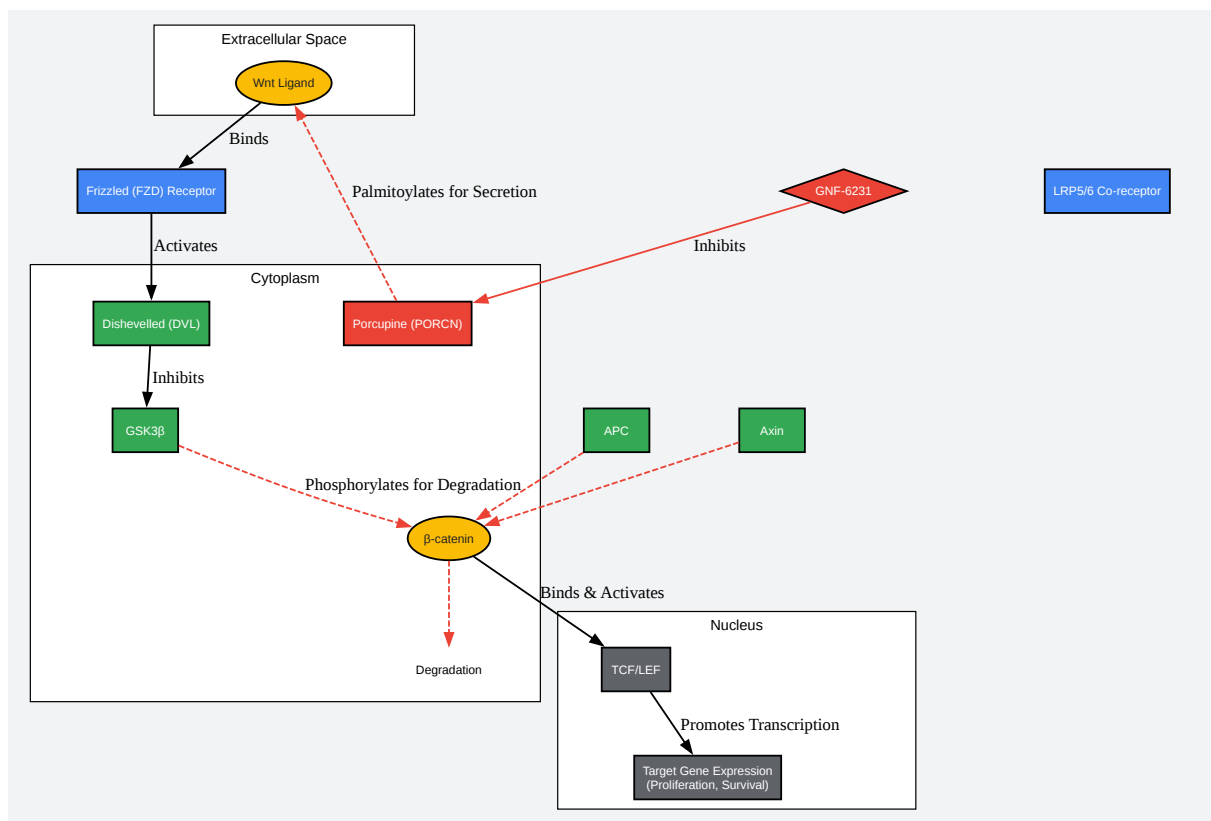 Extracellular Space
Wnt Ligand
Binds
Frizzled (FZD) Receptor
Palmitoylates for Secretion
GNF-6231
LRP5/6 Co-receptor
Activates
Inhibits
Cytoplasm
Dishevelled (DVL)
Porcupine (PORCN)
Inhibits
GSK3β
APC
Axin
Phosphorylates for Degradation
β-catenin
Binds & Activates
Nucleus
Degradation
TCF/LEF
Promotes Transcription
Target Gene Expression
(Proliferation, Survival)